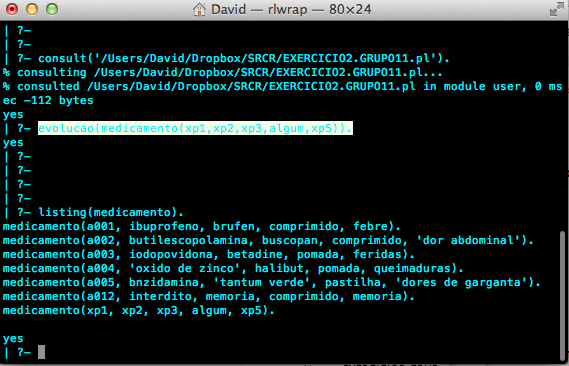 David — rlwrap — 80×24
| ?-
| ?-
| ?- consult('/Users/David/Dropbox/SRCR/EXERCICIO2.GRUPO11.pl').
% consulting /Users/David/Dropbox/SRCR/EXERCICIO2.GRUPO11.pl...
% consulted /Users/David/Dropbox/SRCR/EXERCICIO2.GRUPO11.pl in module user, 0 ms
ec -112 bytes
yes
| ?- evolucao(medicamento(xp1,xp2,xp3,algum,xp5)).
yes
| ?-
| ?-
| ?-
| ?-
| ?- listing(medicamento).
medicamento(a001, ibuprofeno, brufen, comprimido, febre).
medicamento(a002, butilescopolamina, buscopan, comprimido, 'dor abdominal').
medicamento(a003, iodopovidona, betadine, pomada, feridas).
medicamento(a004, 'oxido de zinco', halibut, pomada, queimaduras).
medicamento(a005, bnzidamina, 'tantum verde', pastilha, 'dores de garganta').
medicamento(a012, interdito, memoria, comprimido, memoria).
medicamento(xp1, xp2, xp3, algum, xp5).
yes
| ?-